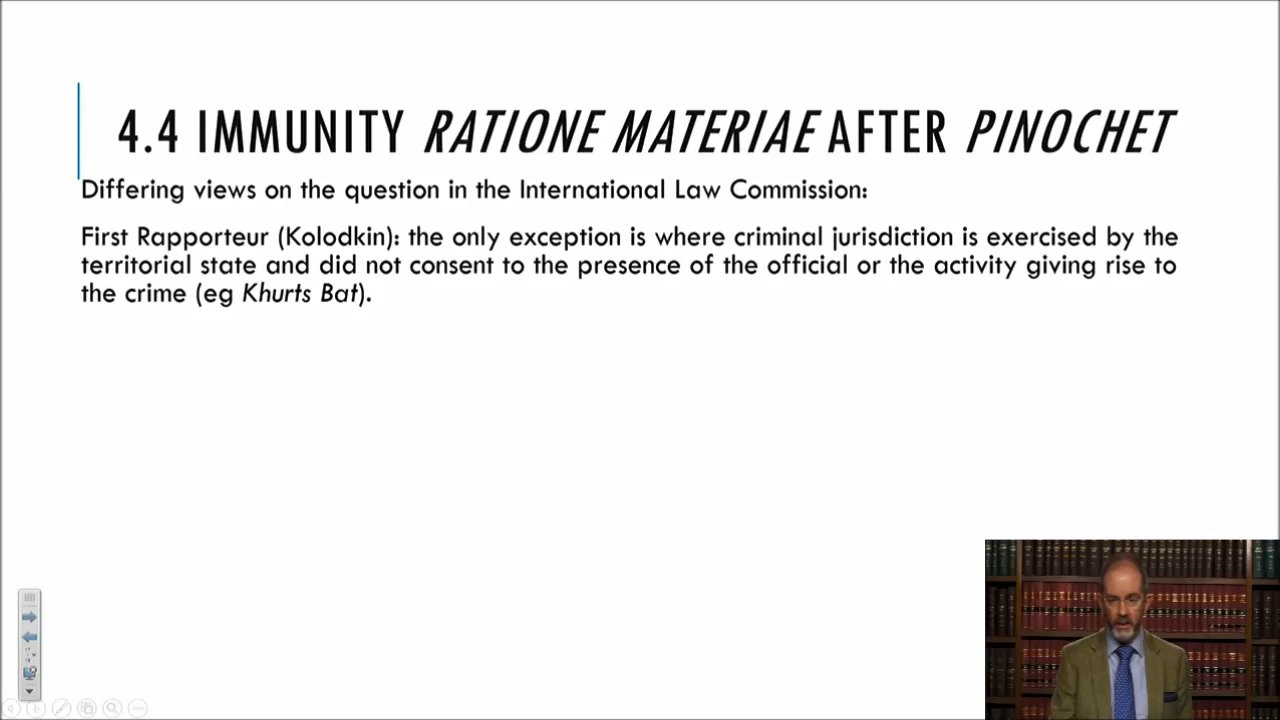 4.4 IMMUNITY RATIONE MATERIAE AFTER PINOCHET
Differing views on the question in the International Law Commission:
First Rapporteur (Kolodkin): the only exception is where criminal jurisdiction is exercised by the
territorial state and did not consent to the presence of the official or the activity giving rise to
the crime (eg Khurts Bat).